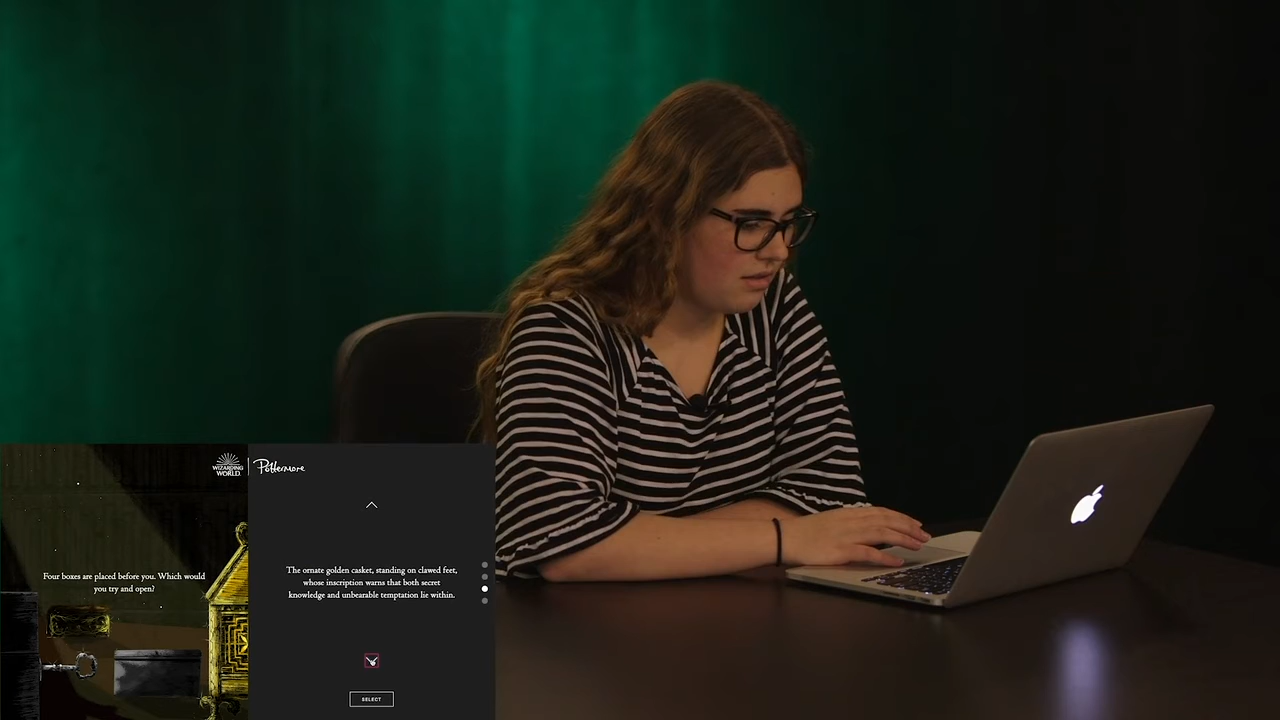 WIZARDING
WORLD
Pottermore
Four boxes are placed before you. Which would
you try and open?
The ornate golden casket, standing on clawed feet,
whose inscription warns that both secret
knowledge and unbearable temptation lie within.
SELECT